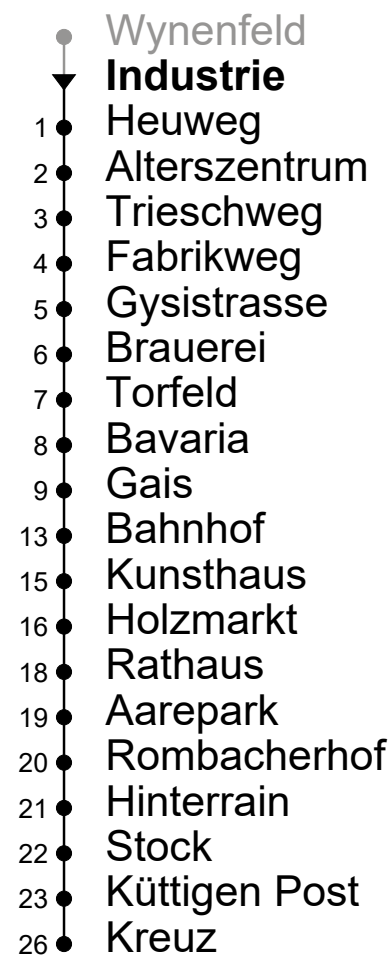 Wynenfeld
Industrie
1 Heuweg
2 Alterszentrum
3 Trieschweg
4 Fabrikweg
5 Gysistrasse
6 Brauerei
7 Torfeld
8 Bavaria
9 Gais
13 Bahnhof
15 Kunsthaus
16 Holzmarkt
18 Rathaus
19 Aarepark
20 Rombacherhof
21 Hinterrain
22 Stock
23 Küttigen Post
26 Kreuz